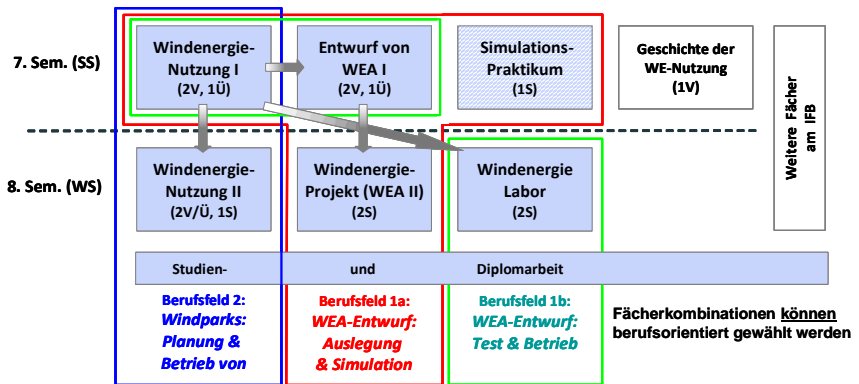 7. Sem. (SS)
Windenergie-
Nutzung I
(2V, 1Ü)
Entwurf von
WEA I
(2V, 1Ü)
Simulations-
Praktikum
(1S)
Geschichte der
WE-Nutzung
(1V)
Weitere Fächer
am IFB
8. Sem. (WS)
Windenergie-
Nutzung II
(2V/Ü, 1S)
Windenergie-
Projekt (WEA II)
(2S)
Windenergie
Labor
(2S)
Studien- und Diplomarbeit
Berufsfeld 2:
Windparks:
Planung &
Betrieb von
Berufsfeld 1a:
WEA-Entwurf:
Auslegung
& Simulation
Berufsfeld 1b:
WEA-Entwurf:
Test & Betrieb
Fächerkombinationen können
berufsorientiert gewählt werden